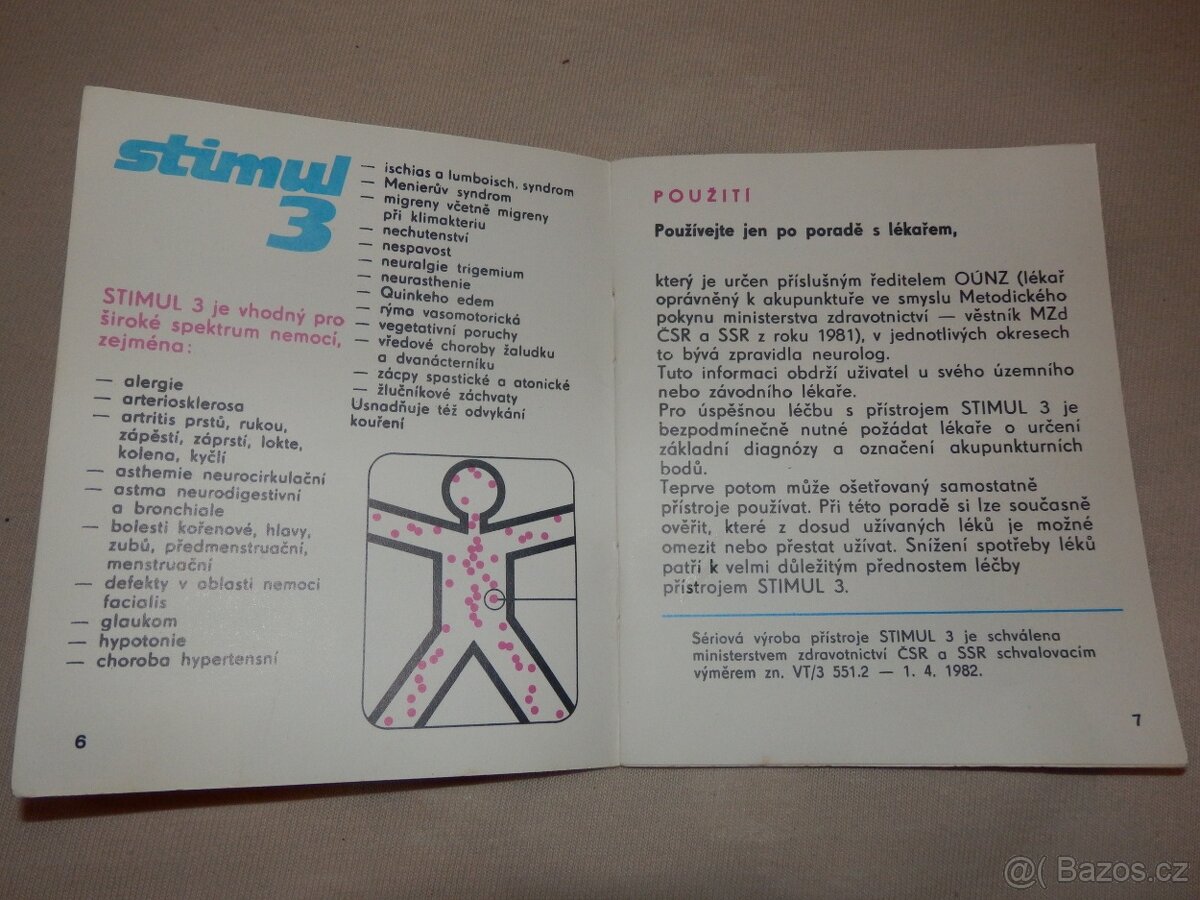 stimul
3
STIMUL 3 je vhodný pro
široké spektrum nemocí,
zejména:
— alergie
— arteriosklerosa
— artritis prstů, rukou,
zápěstí, záprstí, lokte,
kolena, kyčlí
— asthemie neurocirkulační
— astma neurodigestivní
a bronchiale
— bolesti kořenové, hlavy,
zubů, předmenstruační,
menstruační
— defekty v oblasti nemoci
facialis
— glaukom
— hypotonie
— choroba hypertensní
— ischias a lumboisch. syndrom
— Menierův syndrom
— migreny včetně migreny
při klimakteriu
— nechutenství
— nespavost
— neuralgie trigemium
— neurasthenie
— Quinkeho edem
— rýma vasomotorická
— vegetativní poruchy
— vředové choroby žaludku
a dvanácterníku
— zácpy spastické a atonické
— žlučníkové záchvaty
Usnadňuje též odvykání
kouření
6
POUŽITÍ
Používejte jen po poradě s lékařem,
který je určen příslušným ředitelem OÚNZ (lékař
oprávněný k akupunktuře ve smyslu Metodického
pokynu ministerstva zdravotnictví — věstník MZd
ČSR a SSR z roku 1981), v jednotlivých okresech
to bývá zpravidla neurolog.
Tuto informaci obdrží uživatel u svého územního
nebo závodního lékaře.
Pro úspěšnou léčbu s přístrojem STIMUL 3 je
bezpodmínečně nutné požádat lékaře o určení
základní diagnózy a označení akupunkturních
bodů.
Teprve potom může ošetřovaný samostatně
přístroje používat. Při této poradě si lze současně
ověřit, které z dosud užívaných léků je možné
omezit nebo přestat užívat. Snížení spotřeby léků
patří k velmi důležitým přednostem léčby
přístrojem STIMUL 3.
Sériová výroba přístroje STIMUL 3 je schválena
ministerstvem zdravotnictví ČSR a SSR schvalovacím
výměrem zn. VT/3 551.2 — 1. 4. 1982.
7
@( Bazos.cz